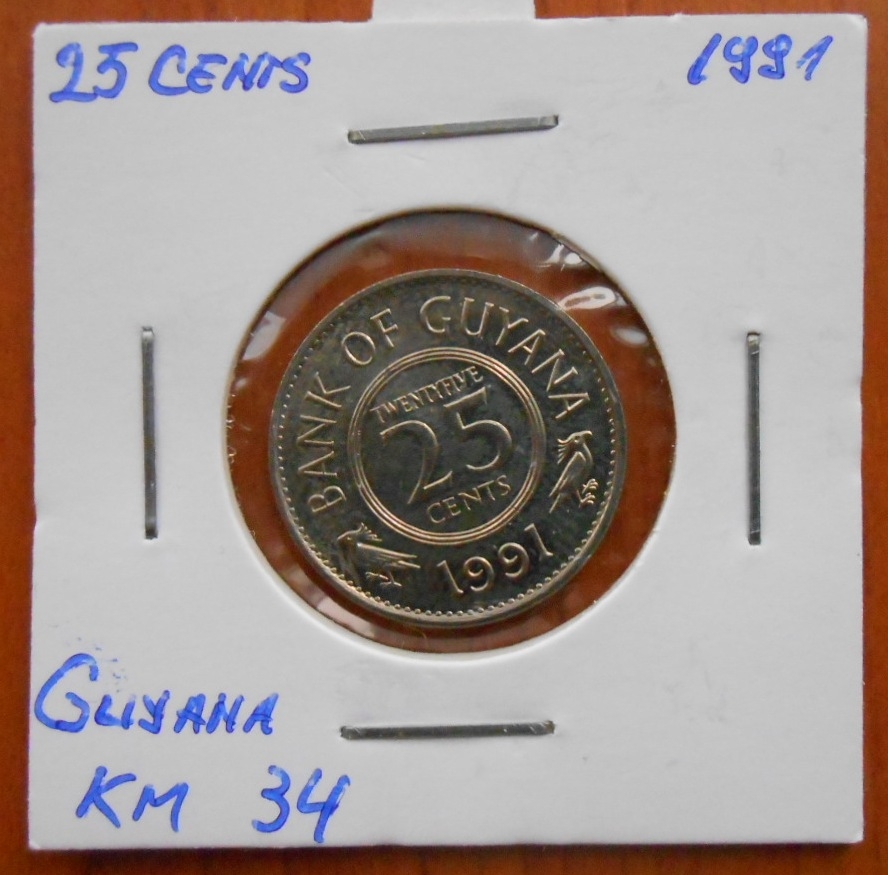 25 CENTS
1991
BANK OF GUYANA
TWENTYFIVE
25
CENTS
1991
GUYANA
KM 34